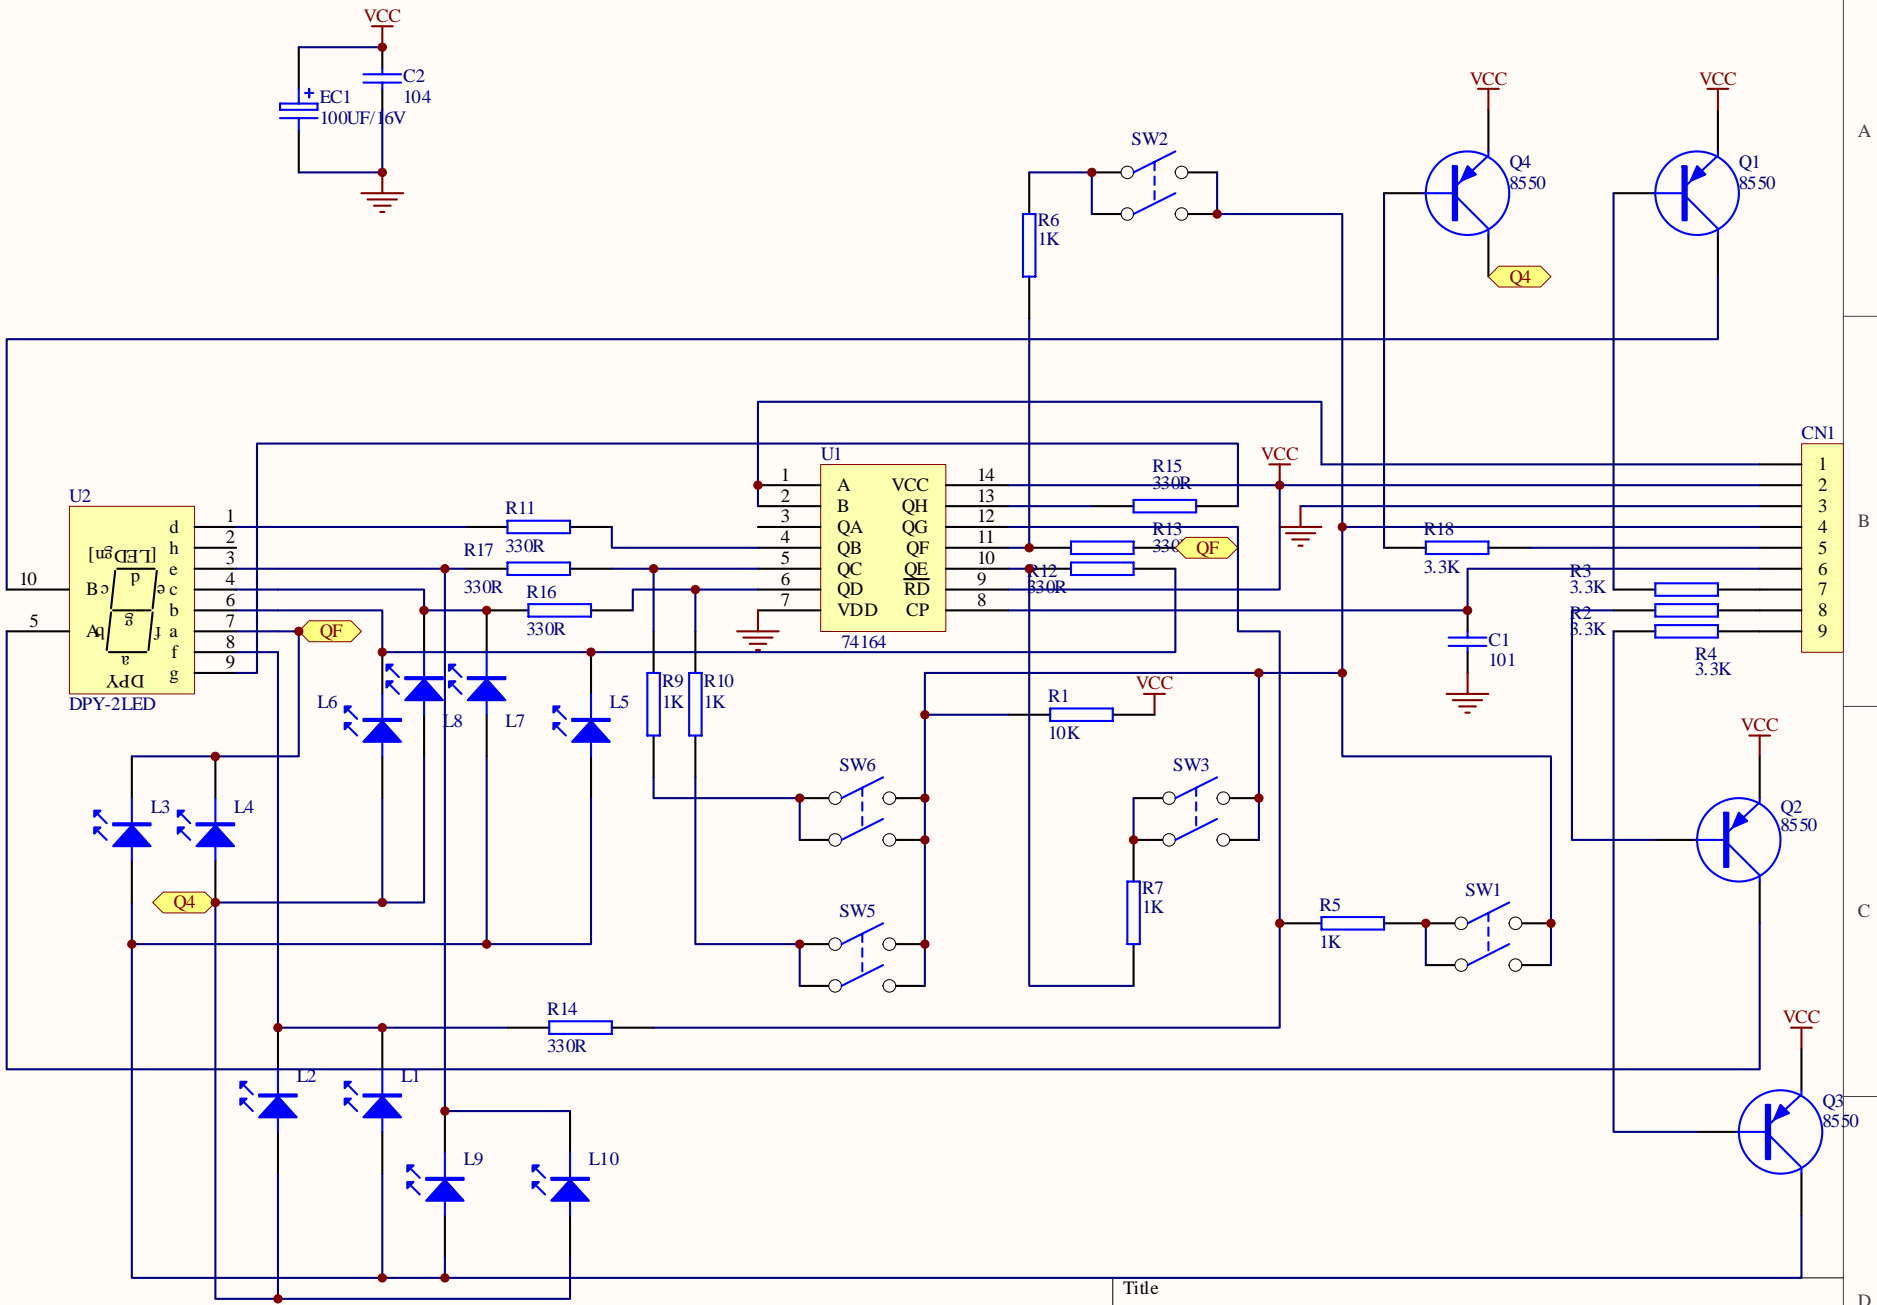 VCC
C2
104
EC1
100UF/16V
SW2
R6
1K
VCC
Q4
8550
Q4
VCC
Q1
8550
A
U2
d
h
e
c
b
a
f
g
1
2
3
4
6
7
8
9
10
5
B
A
[LEDgn]
a
b
c
d
e
f
g
DPY
DPY-2LED
R11
330R
R17
330R
R16
330R
QF
U1
1
2
3
4
5
6
7
A
B
QA
QB
QC
QD
VDD
VCC
QH
QG
QF
QE
RD
CP
14
13
12
11
10
9
8
74164
R15
330R
R13
330
QF
R12
330R
VCC
CN1
1
2
3
4
5
6
7
8
9
B
R18
3.3K
R3
3.3K
R2
3.3K
R4
3.3K
C1
101
L6
L8
L7
L5
R9
1K
R10
1K
R1
10K
VCC
L3
L4
Q4
SW6
SW3
SW5
R7
1K
R5
1K
SW1
VCC
Q2
8550
C
R14
330R
L2
L1
L9
L10
VCC
Q3
8550
Title
D